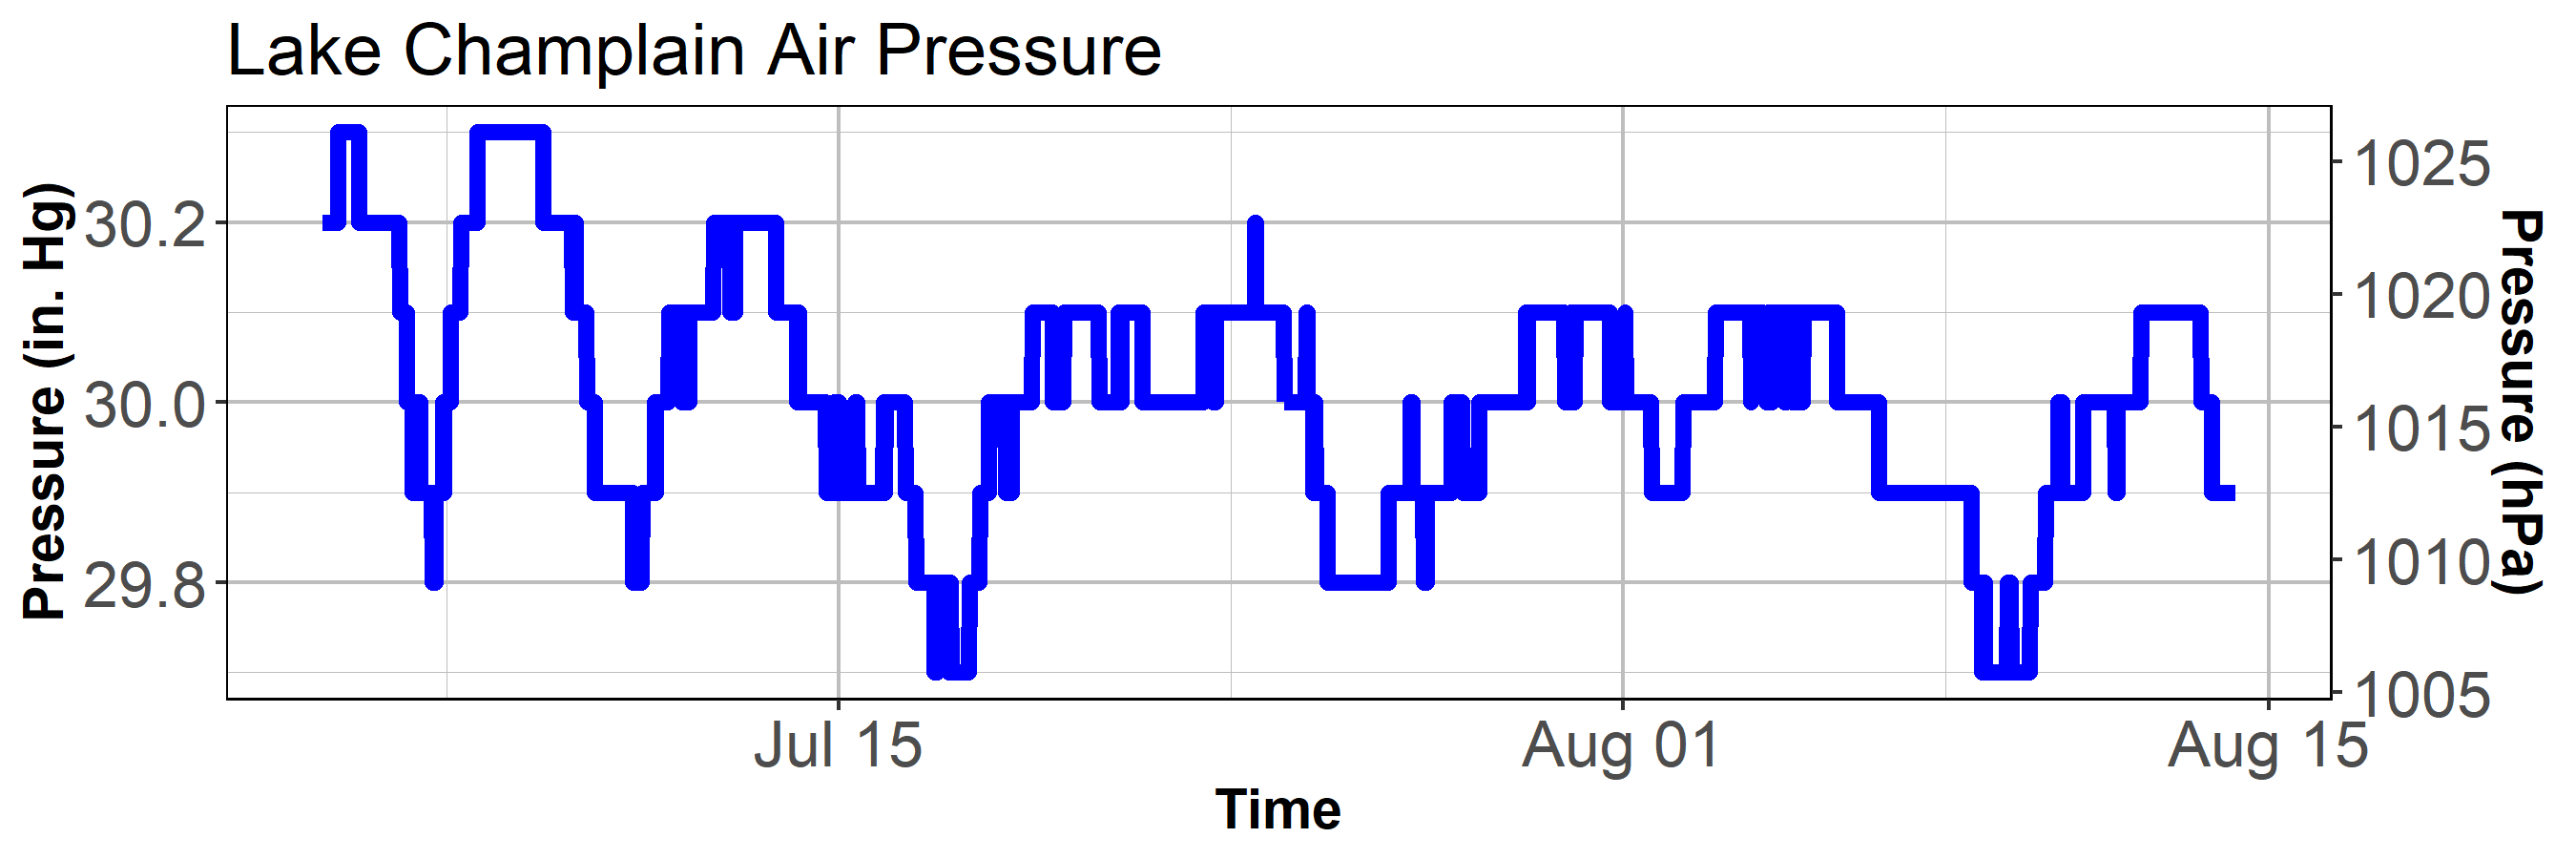 Lake Champlain Air Pressure
Pressure (in. Hg)
30.2
30.0
29.8
1025
1020
1015
1010
1005
Pressure (hPa)
Jul 15
Aug 01
Aug 15
Time